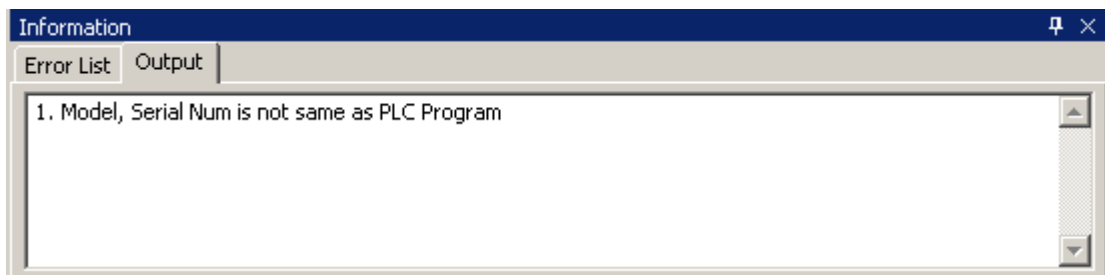 Information
Error List Output
1. Model, Serial Num is not same as PLC Program